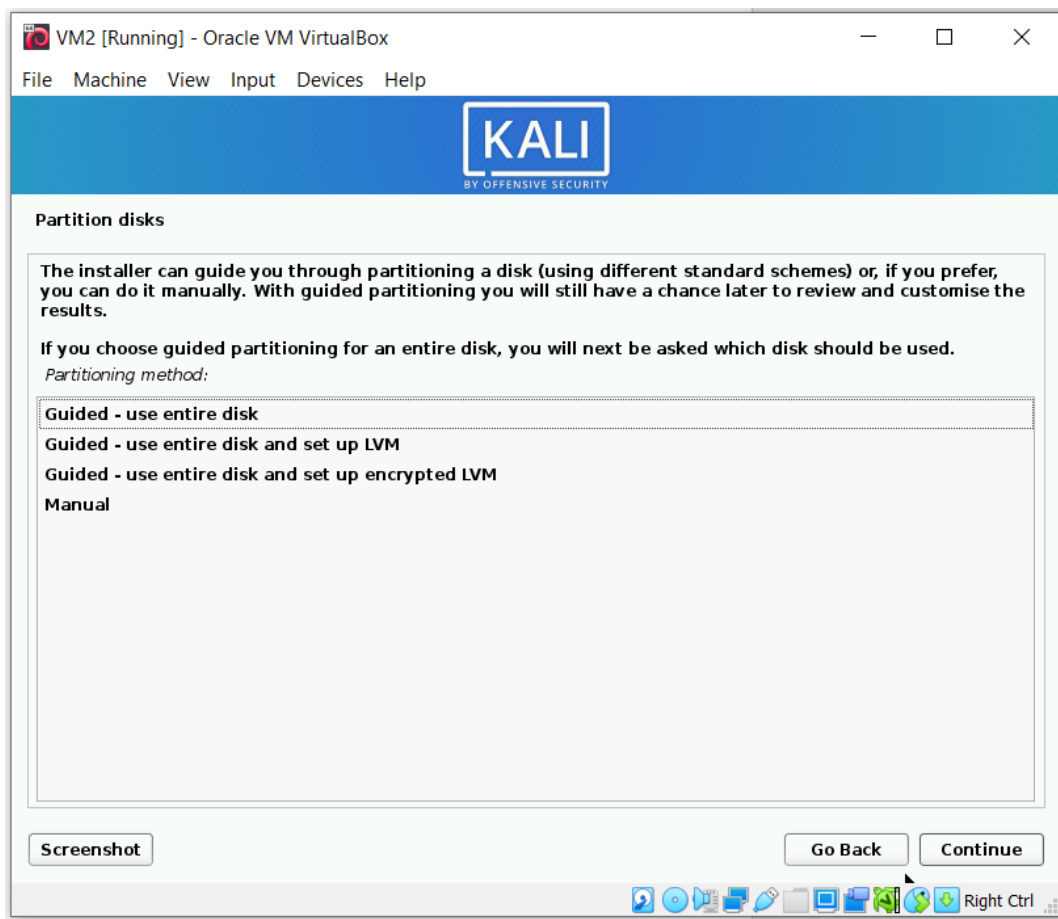 VM2 [Running] - Oracle VM VirtualBox
File Machine View Input Devices Help
KALI
BY OFFENSIVE SECURITY
Partition disks
The installer can guide you through partitioning a disk (using different standard schemes) or, if you prefer,
you can do it manually. With guided partitioning you will still have a chance later to review and customise the
results.
If you choose guided partitioning for an entire disk, you will next be asked which disk should be used.
Partitioning method:
Guided - use entire disk
Guided - use entire disk and set up LVM
Guided - use entire disk and set up encrypted LVM
Manual
Screenshot Go Back Continue
Right Ctrl